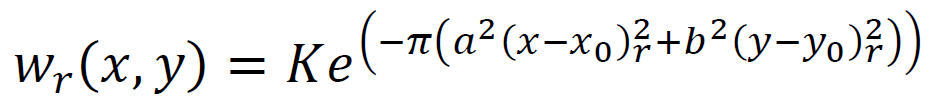 w_r(x, y) = Ke^(−π(a²(x−x₀)_r²+b²(y−y₀)_r²))